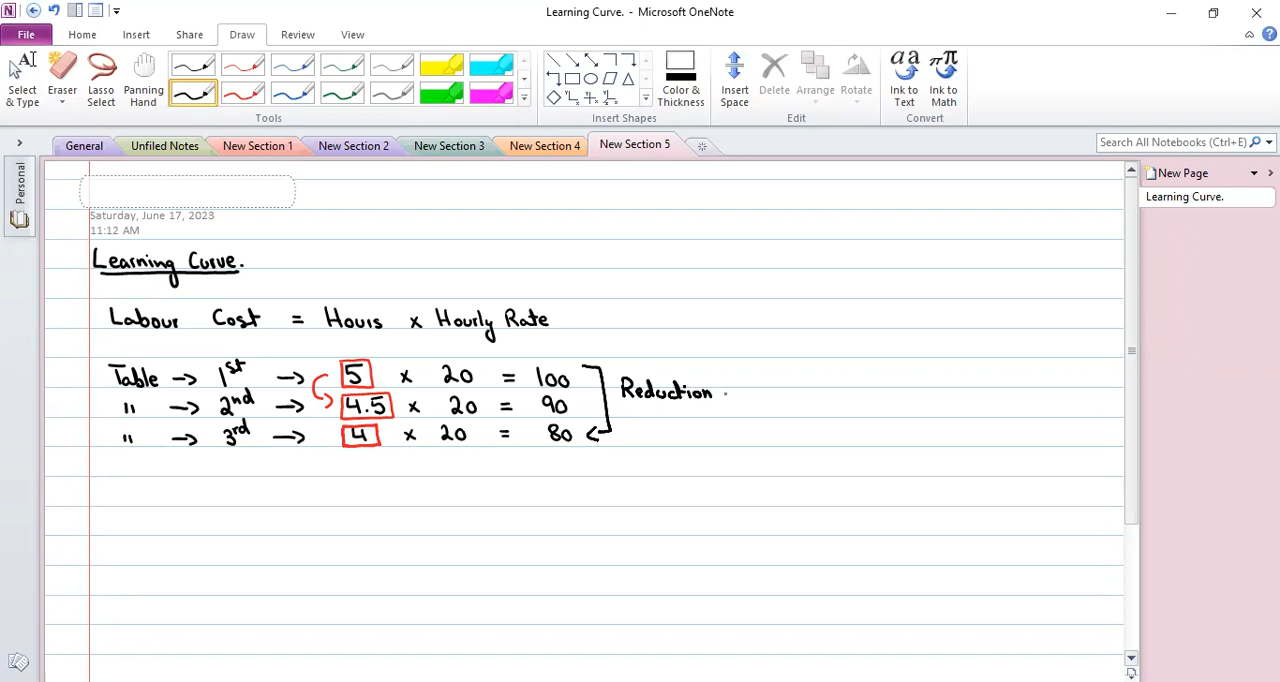 Learning Curve. - Microsoft OneNote
File Home Insert Share Draw Review View
Select & Type Eraser Lasso Select Panning Hand Color & Thickness Insert Space Delete Arrange Rotate Ink to Text Ink to Math
Tools Insert Shapes Edit Convert
General Unfiled Notes New Section 1 New Section 2 New Section 3 New Section 4 New Section 5 Search All Notebooks (Ctrl+E)
Personal
New Page
Learning Curve.
Saturday, June 17, 2023
11:12 AM
Learning Curve.
Labour Cost = Hours x Hourly Rate
Table → 1st → 5 x 20 = 100
" → 2nd → 4.5 x 20 = 90
" → 3rd → 4 x 20 = 80
Reduction